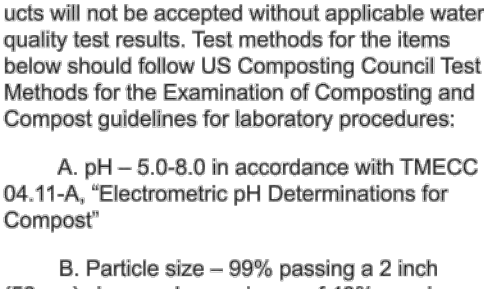 ucts will not be accepted without applicable water
quality test results. Test methods for the items
below should follow US Composting Council Test
Methods for the Examination of Composting and
Compost guidelines for laboratory procedures:
A. pH – 5.0-8.0 in accordance with TMECC
04.11-A, “Electrometric pH Determinations for
Compost”
B. Particle size – 99% passing a 2 inch